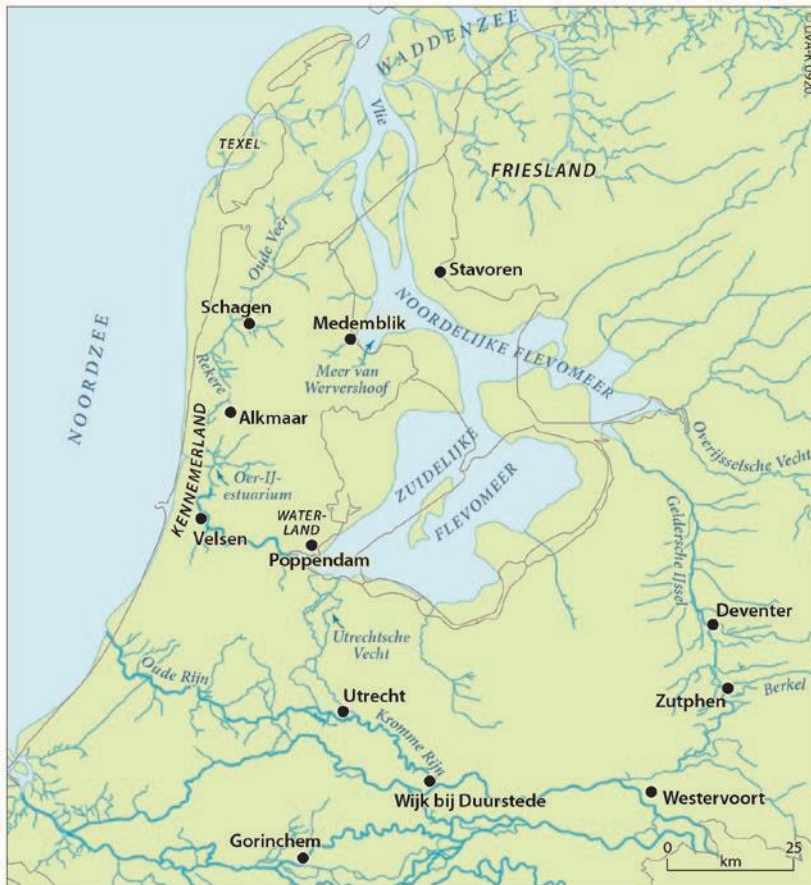 WADDENZEE
Vlie
TEXEL
FRIESLAND
Oude Veer
Stavoren
Schagen
Medemblik
NOORDELIJKE FLEVOMEER
Meer van
Wervershoof
NOORDZEE
Rekere
Alkmaar
KENNEMERLAND
ZUIDELIJKE
FLEVOMEER
Overijsselsche Vecht
Oer-IJ-
estuarium
Geldersche IJssel
Velsen
WATER-
LAND
Poppendam
Utrechtsche
Vecht
Deventer
Oude Rijn
Utrecht
Kromme Rijn
Zutphen
Berkel
Wijk bij Duurstede
Westervoort
Gorinchem
0 25
km